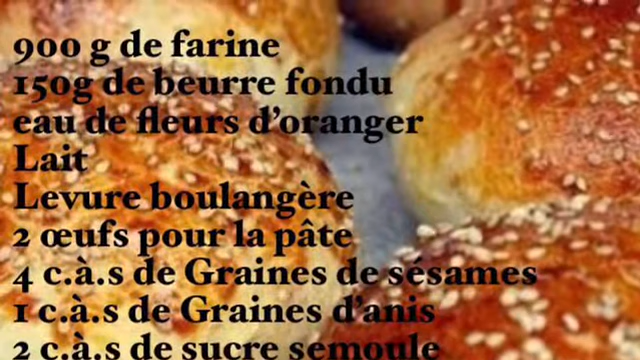 900 g de farine
150g de beurre fondu
eau de fleurs d'oranger
Lait
Levure boulangère
2 œufs pour la pâte
4 c.à.s de Graines de sésames
1 c.à.s de Graines d'anis
2 c.à.s de sucre semoule